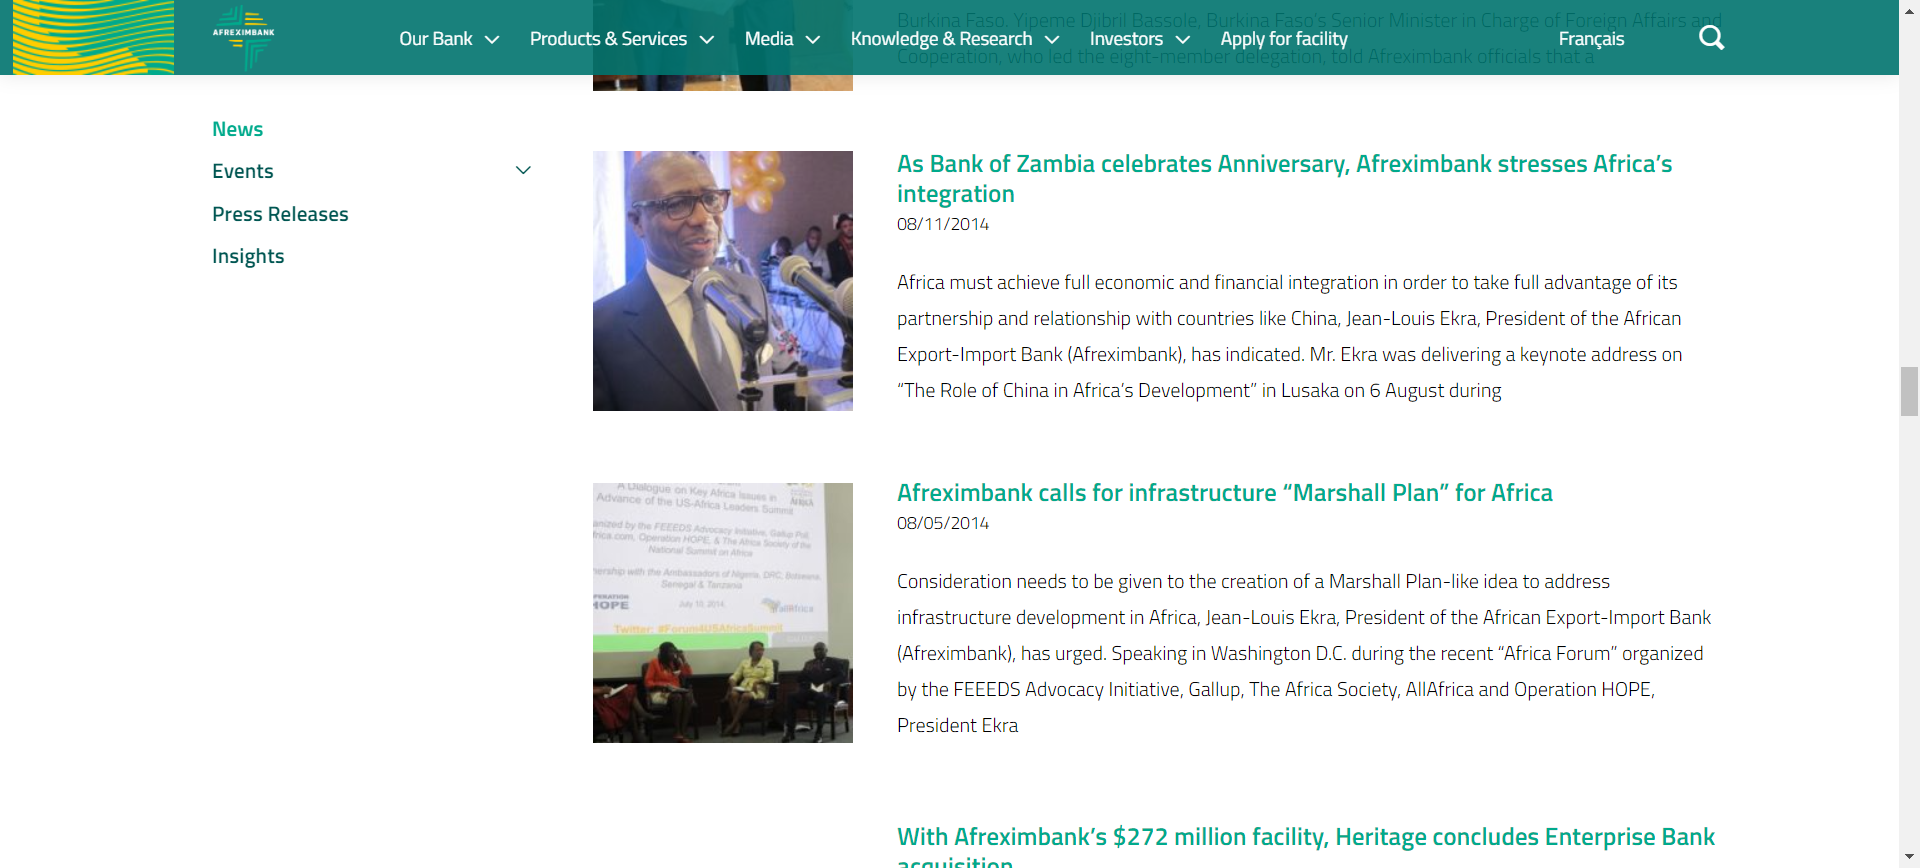 AFREXIMBANK
Our Bank
Products & Services
Media
Knowledge & Research
Investors
Apply for facility
Français
Burkina Faso. Yipeme Djibril Bassole, Burkina Faso's Senior Minister in Charge of Foreign Affairs and
Cooperation, who led the eight-member delegation, told Afreximbank officials that a
News
Events
Press Releases
Insights
As Bank of Zambia celebrates Anniversary, Afreximbank stresses Africa’s
integration
08/11/2014
Africa must achieve full economic and financial integration in order to take full advantage of its
partnership and relationship with countries like China, Jean-Louis Ekra, President of the African
Export-Import Bank (Afreximbank), has indicated. Mr. Ekra was delivering a keynote address on
“The Role of China in Africa’s Development” in Lusaka on 6 August during
A Dialogue on Key Africa Issues in
Advance of the US-Africa Leaders Summit
anized by the FEEEDS Advocacy Initiative, Gallup Poll,
frica.com, Operation HOPE, & The Africa Society of the
National Summit on Africa
nership with the Ambassadors of Nigeria, DRC, Botswana,
Senegal & Tanzania
PERATION
HOPE
July 10, 2014
allAfrica
Twitter: #Forum4USAfricaSummit
Afreximbank calls for infrastructure “Marshall Plan” for Africa
08/05/2014
Consideration needs to be given to the creation of a Marshall Plan-like idea to address
infrastructure development in Africa, Jean-Louis Ekra, President of the African Export-Import Bank
(Afreximbank), has urged. Speaking in Washington D.C. during the recent “Africa Forum” organized
by the FEEEDS Advocacy Initiative, Gallup, The Africa Society, AllAfrica and Operation HOPE,
President Ekra
With Afreximbank’s $272 million facility, Heritage concludes Enterprise Bank
acquisition